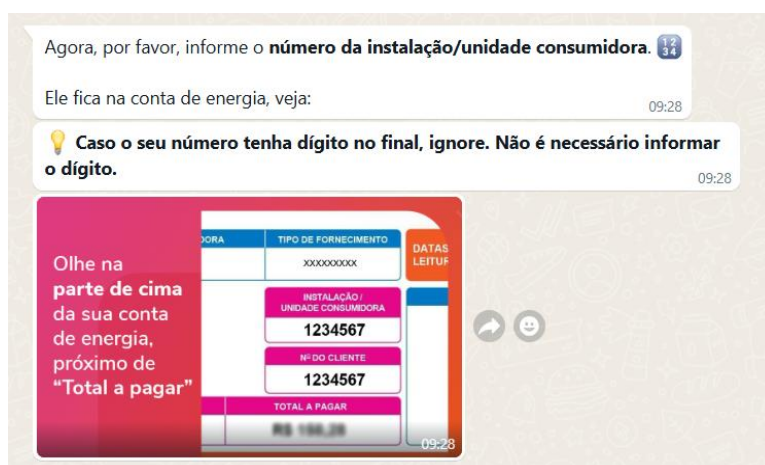 Agora, por favor, informe o número da instalação/unidade consumidora. 🔢
Ele fica na conta de energia, veja:
09:28
💡 Caso o seu número tenha dígito no final, ignore. Não é necessário informar
o dígito.
09:28
Olhe na
parte de cima
da sua conta
de energia,
próximo de
“Total a pagar”
DORA
TIPO DE FORNECIMENTO
XXXXXXXXX
DATAS
LEITUR
INSTALAÇÃO /
UNIDADE CONSUMIDORA
1234567
Nº DO CLIENTE
1234567
TOTAL A PAGAR
09:28